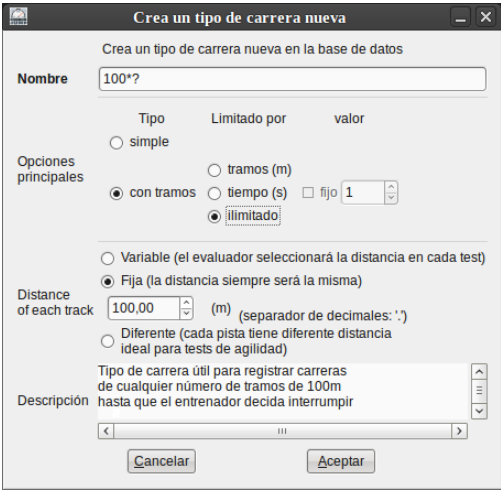 Crea un tipo de carrera nueva
Crea un tipo de carrera nueva en la base de datos
Nombre
100*?
Tipo Limitado por valor
simple
Opciones
principales
tramos (m)
con tramos tiempo (s) fijo 1
ilimitado
Variable (el evaluador seleccionará la distancia en cada test)
Fija (la distancia siempre será la misma)
Distance
of each track
100,00 (m) (separador de decimales: '.')
Diferente (cada pista tiene diferente distancia
ideal para tests de agilidad)
Descripción
Tipo de carrera útil para registrar carreras
de cualquier número de tramos de 100m
hasta que el entrenador decida interrumpir
Cancelar Aceptar